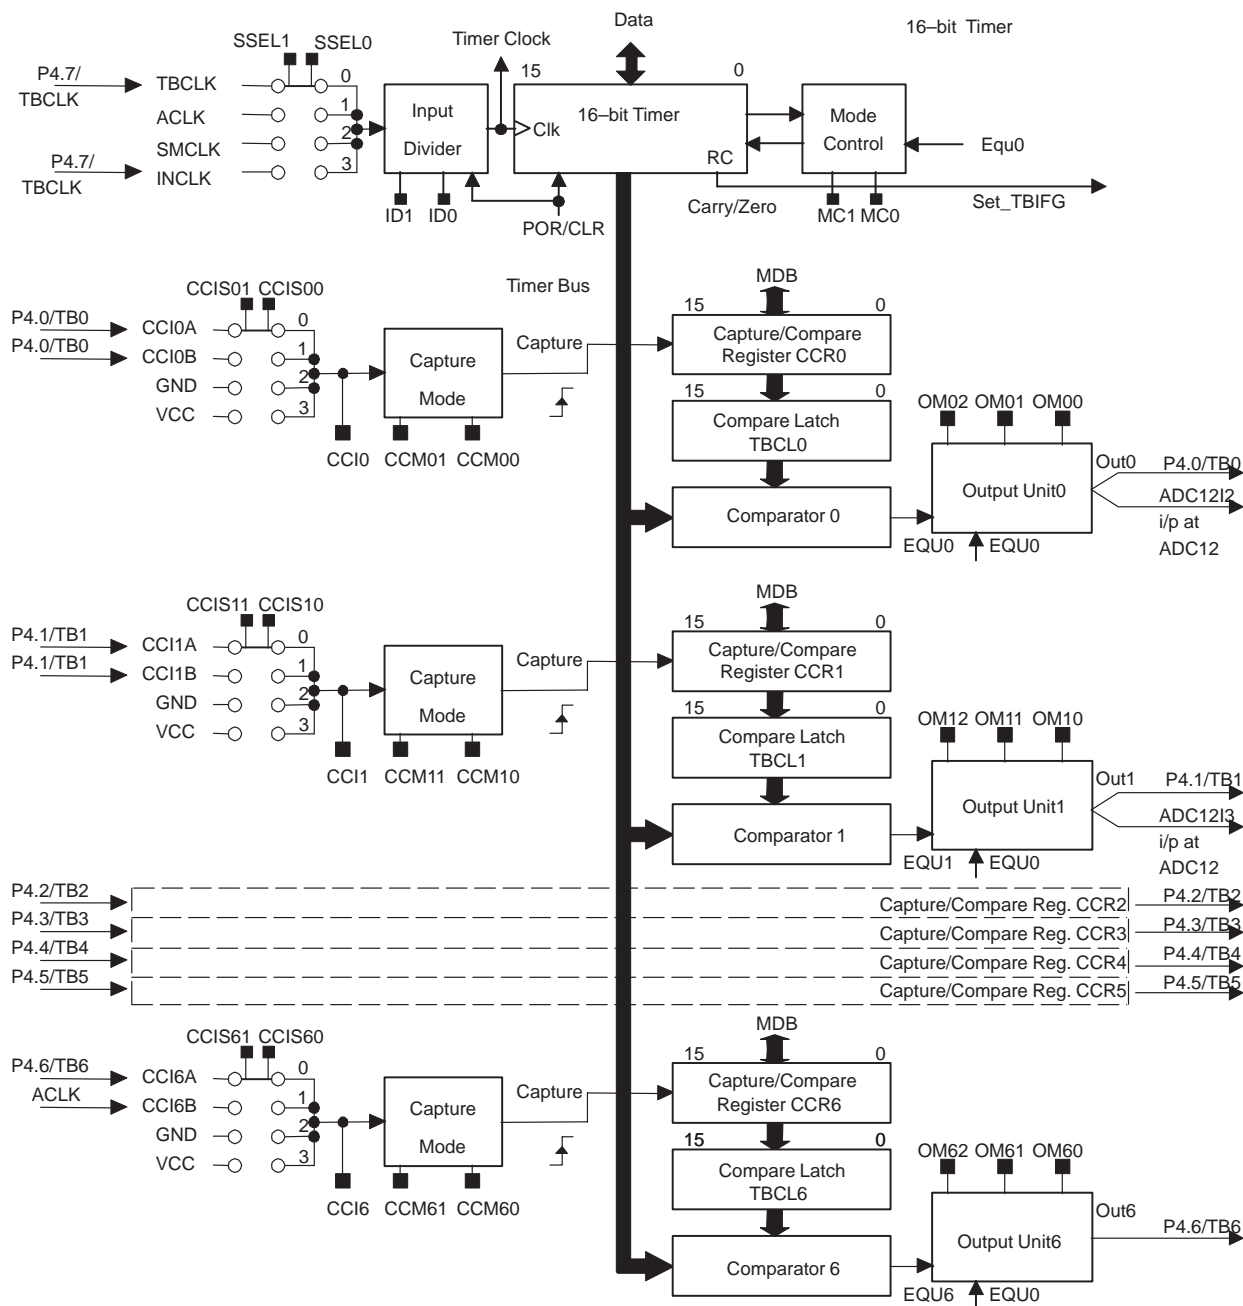 Data
16–bit Timer
SSEL1 SSEL0
Timer Clock
P4.7/
TBCLK
TBCLK
0
15
0
ACLK
1
Input
Divider
16–bit Timer
Clk
Mode
Control
SMCLK
2
RC
Equ0
P4.7/
TBCLK
INCLK
3
ID1 ID0
POR/CLR
Carry/Zero
MC1 MC0
Set_TBIFG
Timer Bus
CCIS01 CCIS00
MDB
P4.0/TB0
CCI0A
0
15
0
P4.0/TB0
CCI0B
1
Capture
Mode
Capture
Capture/Compare
Register CCR0
GND
2
15
0
VCC
3
Compare Latch
TBCL0
CCI0
CCM01 CCM00
OM02 OM01 OM00
Output Unit0
Out0
P4.0/TB0
ADC12I2
i/p at
ADC12
Comparator 0
EQU0
EQU0
CCIS11 CCIS10
MDB
P4.1/TB1
CCI1A
0
15
0
P4.1/TB1
CCI1B
1
Capture
Mode
Capture
Capture/Compare
Register CCR1
GND
2
15
0
VCC
3
Compare Latch
TBCL1
CCI1
CCM11 CCM10
OM12 OM11 OM10
Output Unit1
Out1
P4.1/TB1
ADC12I3
i/p at
ADC12
Comparator 1
EQU1
EQU0
P4.2/TB2
Capture/Compare Reg. CCR2
P4.2/TB2
P4.3/TB3
Capture/Compare Reg. CCR3
P4.3/TB3
P4.4/TB4
Capture/Compare Reg. CCR4
P4.4/TB4
P4.5/TB5
Capture/Compare Reg. CCR5
P4.5/TB5
CCIS61 CCIS60
MDB
P4.6/TB6
CCI6A
0
15
0
ACLK
CCI6B
1
Capture
Mode
Capture
Capture/Compare
Register CCR6
GND
2
15
0
VCC
3
Compare Latch
TBCL6
CCI6
CCM61 CCM60
OM62 OM61 OM60
Output Unit6
Out6
P4.6/TB6
Comparator 6
EQU6
EQU0